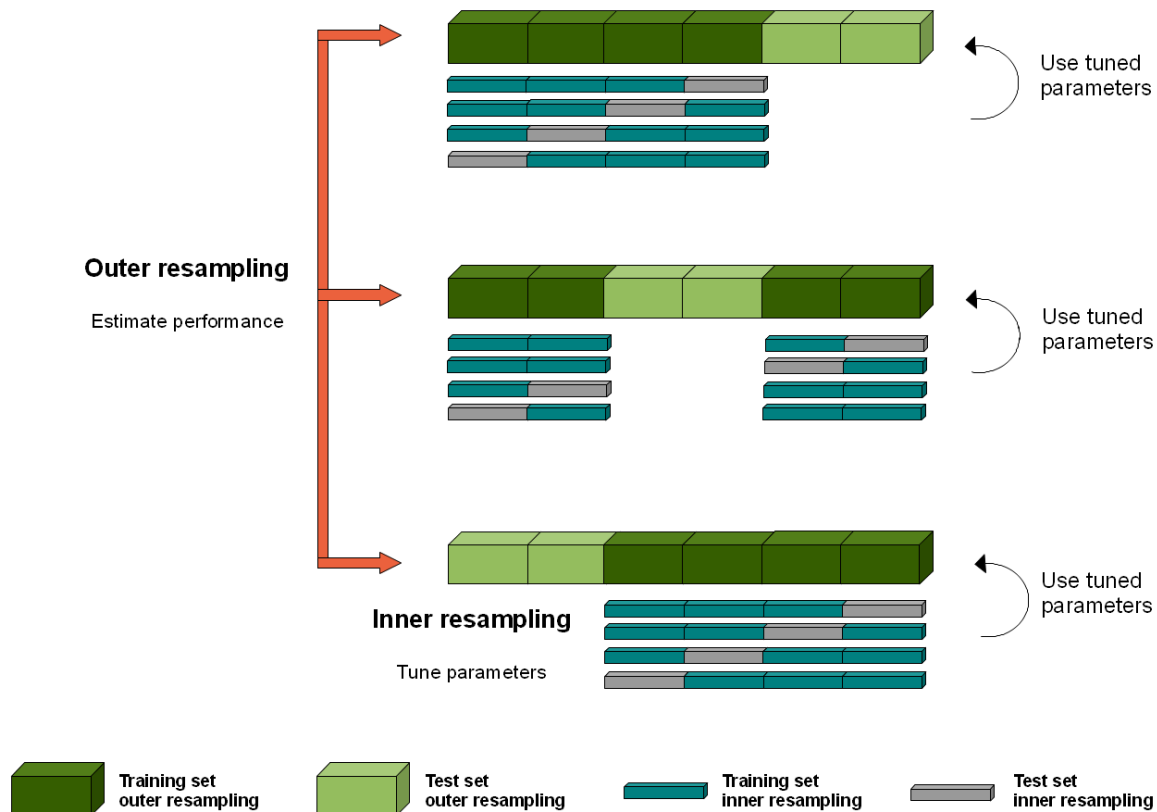 Use tuned
parameters
Outer resampling
Estimate performance
Use tuned
parameters
Inner resampling
Tune parameters
Use tuned
parameters
Training set
outer resampling
Test set
outer resampling
Training set
inner resampling
Test set
inner resampling